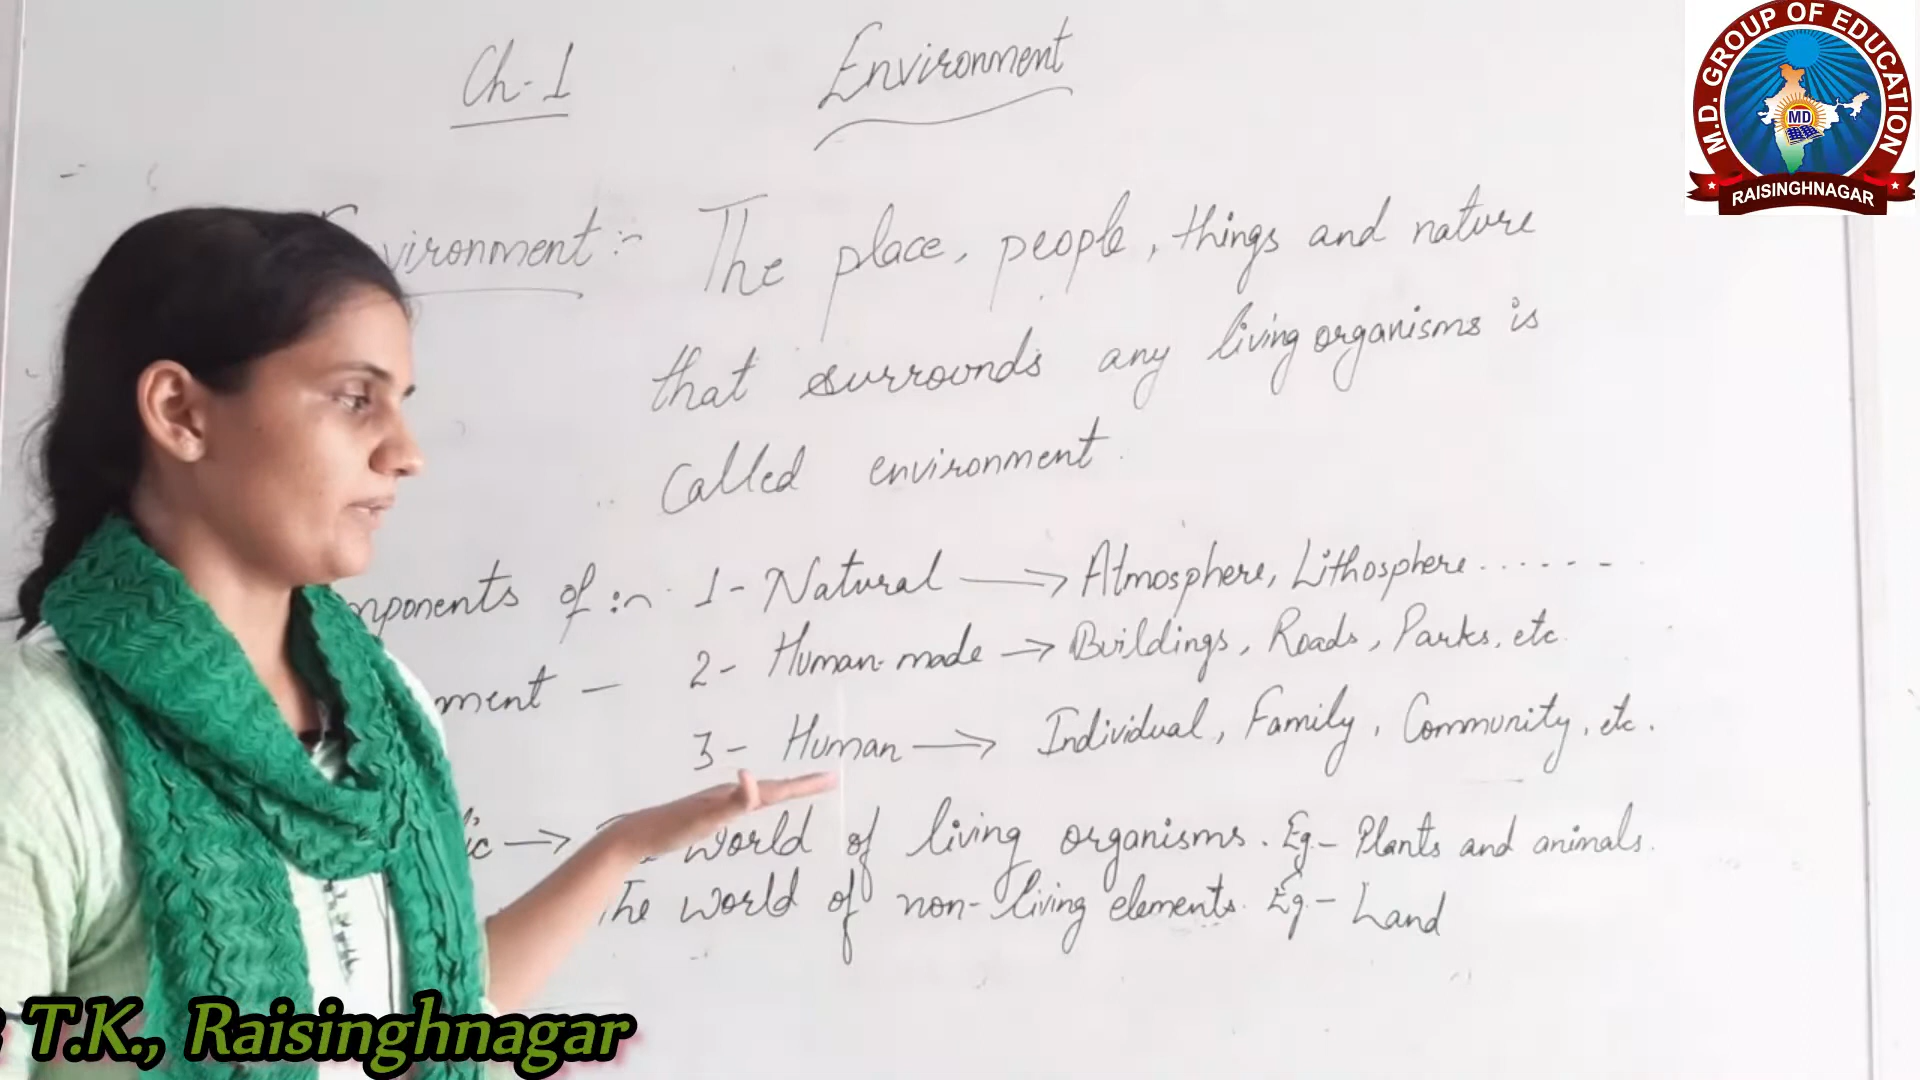 Ch-1 Environment
vironment :- The place, people, things and nature
that surrounds any living organisms is
Called environment.
mponents of :- 1- Natural → Atmosphere, Lithosphere.......
ment - 2- Human-made → Buildings, Roads, Parks, etc.
3- Human → Individual, Family, Community, etc.
ic → world of living organisms. Eg- Plants and animals.
The world of non-living elements. Eg- Land
M.D. GROUP OF EDUCATION
MD
RAISINGHNAGAR
T.K., Raisinghnagar